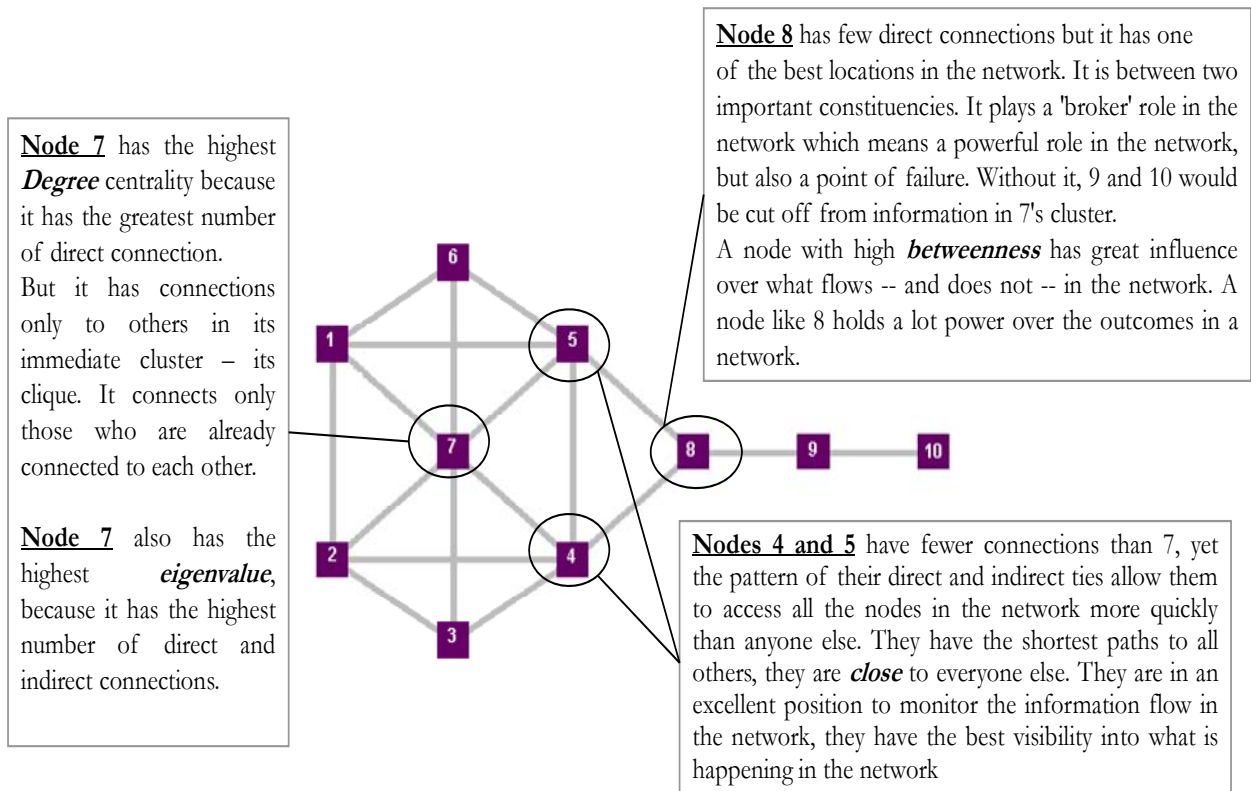 Node 8 has few direct connections but it has one
of the best locations in the network. It is between two
important constituencies. It plays a 'broker' role in the
network which means a powerful role in the network,
but also a point of failure. Without it, 9 and 10 would
be cut off from information in 7's cluster.
A node with high betweenness has great influence
over what flows -- and does not -- in the network. A
node like 8 holds a lot power over the outcomes in a
network.
Node 7 has the highest
Degree centrality because
it has the greatest number
of direct connection.
But it has connections
only to others in its
immediate cluster – its
clique. It connects only
those who are already
connected to each other.
Node 7 also has the
highest eigenvalue,
because it has the highest
number of direct and
indirect connections.
6
1
5
7
8
9
10
2
4
3
Nodes 4 and 5 have fewer connections than 7, yet
the pattern of their direct and indirect ties allow them
to access all the nodes in the network more quickly
than anyone else. They have the shortest paths to all
others, they are close to everyone else. They are in an
excellent position to monitor the information flow in
the network, they have the best visibility into what is
happening in the network